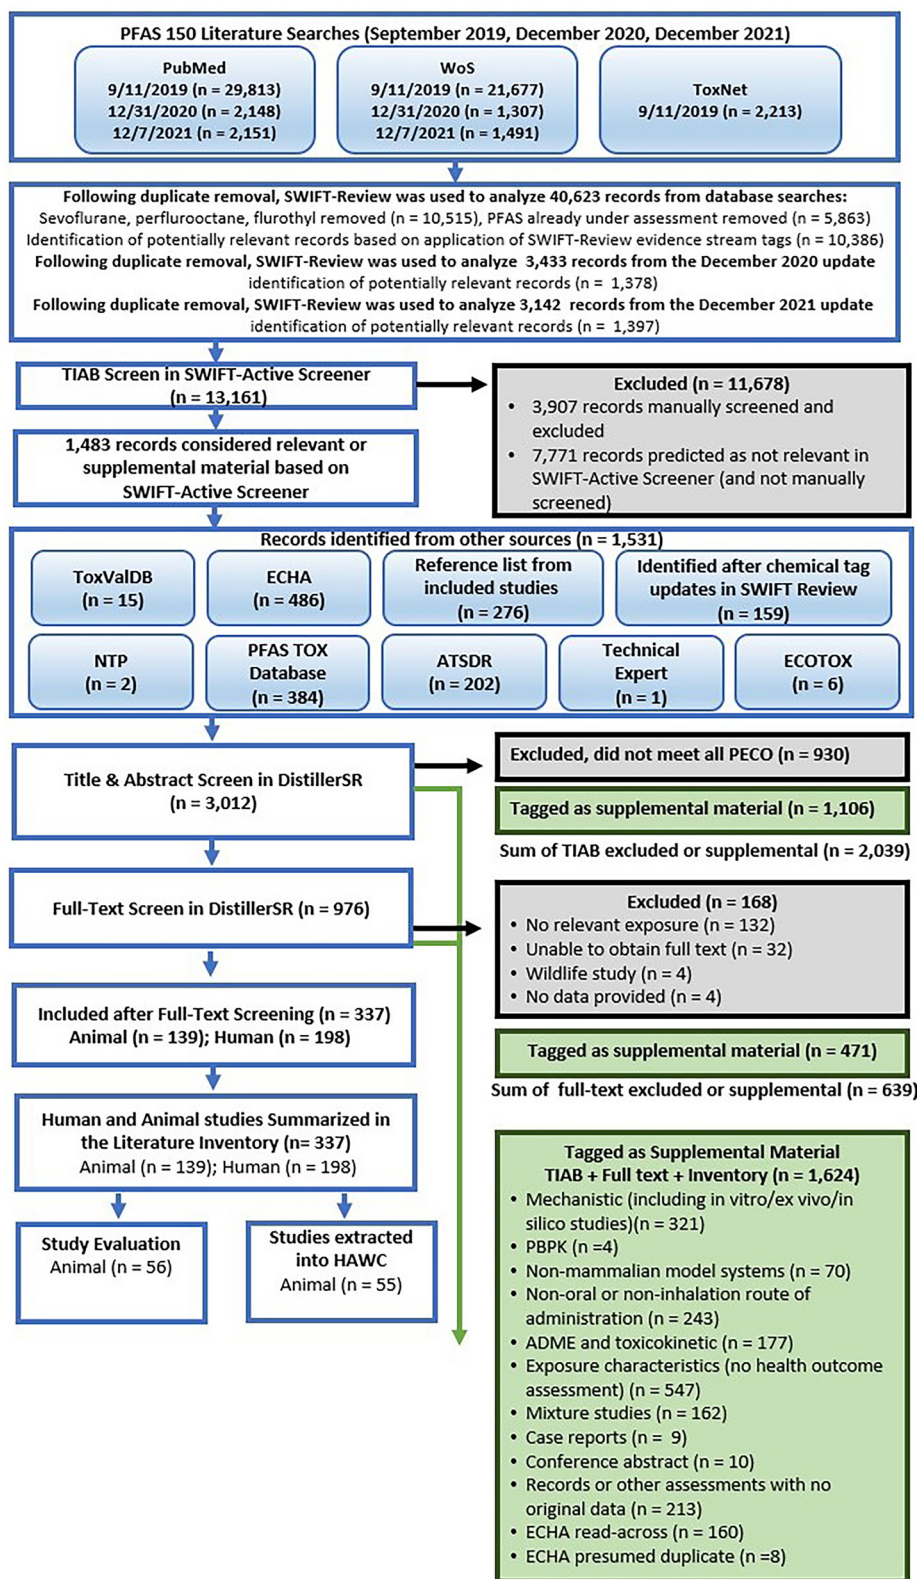 PFAS 150 Literature Searches (September 2019, December 2020, December 2021)
PubMed
9/11/2019 (n = 29,813)
12/31/2020 (n = 2,148)
12/7/2021 (n = 2,151)
WoS
9/11/2019 (n = 21,677)
12/31/2020 (n = 1,307)
12/7/2021 (n = 1,491)
ToxNet
9/11/2019 (n = 2,213)
Following duplicate removal, SWIFT-Review was used to analyze 40,623 records from database searches:
Sevoflurane, perflurooctane, flurothyl removed (n = 10,515), PFAS already under assessment removed (n = 5,863)
Identification of potentially relevant records based on application of SWIFT-Review evidence stream tags (n = 10,386)
Following duplicate removal, SWIFT-Review was used to analyze 3,433 records from the December 2020 update
identification of potentially relevant records (n = 1,378)
Following duplicate removal, SWIFT-Review was used to analyze 3,142 records from the December 2021 update
identification of potentially relevant records (n = 1,397)
TIAB Screen in SWIFT-Active Screener
(n = 13,161)
Excluded (n = 11,678)
• 3,907 records manually screened and
excluded
• 7,771 records predicted as not relevant in
SWIFT-Active Screener (and not manually
screened)
1,483 records considered relevant or
supplemental material based on
SWIFT-Active Screener
Records identified from other sources (n = 1,531)
ToxValDB
(n = 15)
ECHA
(n = 486)
Reference list from
included studies
(n = 276)
Identified after chemical tag
updates in SWIFT Review
(n = 159)
NTP
(n = 2)
PFAS TOX
Database
(n = 384)
ATSDR
(n = 202)
Technical
Expert
(n = 1)
ECOTOX
(n = 6)
Title & Abstract Screen in DistillerSR
(n = 3,012)
Excluded, did not meet all PECO (n = 930)
Tagged as supplemental material (n = 1,106)
Sum of TIAB excluded or supplemental (n = 2,039)
Full-Text Screen in DistillerSR (n = 976)
Excluded (n = 168)
• No relevant exposure (n = 132)
• Unable to obtain full text (n = 32)
• Wildlife study (n = 4)
• No data provided (n = 4)
Tagged as supplemental material (n = 471)
Sum of full-text excluded or supplemental (n = 639)
Included after Full-Text Screening (n = 337)
Animal (n = 139); Human (n = 198)
Human and Animal studies Summarized in
the Literature Inventory (n= 337)
Animal (n = 139); Human (n = 198)
Study Evaluation
Animal (n = 56)
Studies extracted
into HAWC
Animal (n = 55)
Tagged as Supplemental Material
TIAB + Full text + Inventory (n = 1,624)
• Mechanistic (including in vitro/ex vivo/in
silico studies)(n = 321)
• PBPK (n =4)
• Non-mammalian model systems (n = 70)
• Non-oral or non-inhalation route of
administration (n = 243)
• ADME and toxicokinetic (n = 177)
• Exposure characteristics (no health outcome
assessment) (n = 547)
• Mixture studies (n = 162)
• Case reports (n = 9)
• Conference abstract (n = 10)
• Records or other assessments with no
original data (n = 213)
• ECHA read-across (n = 160)
• ECHA presumed duplicate (n =8)